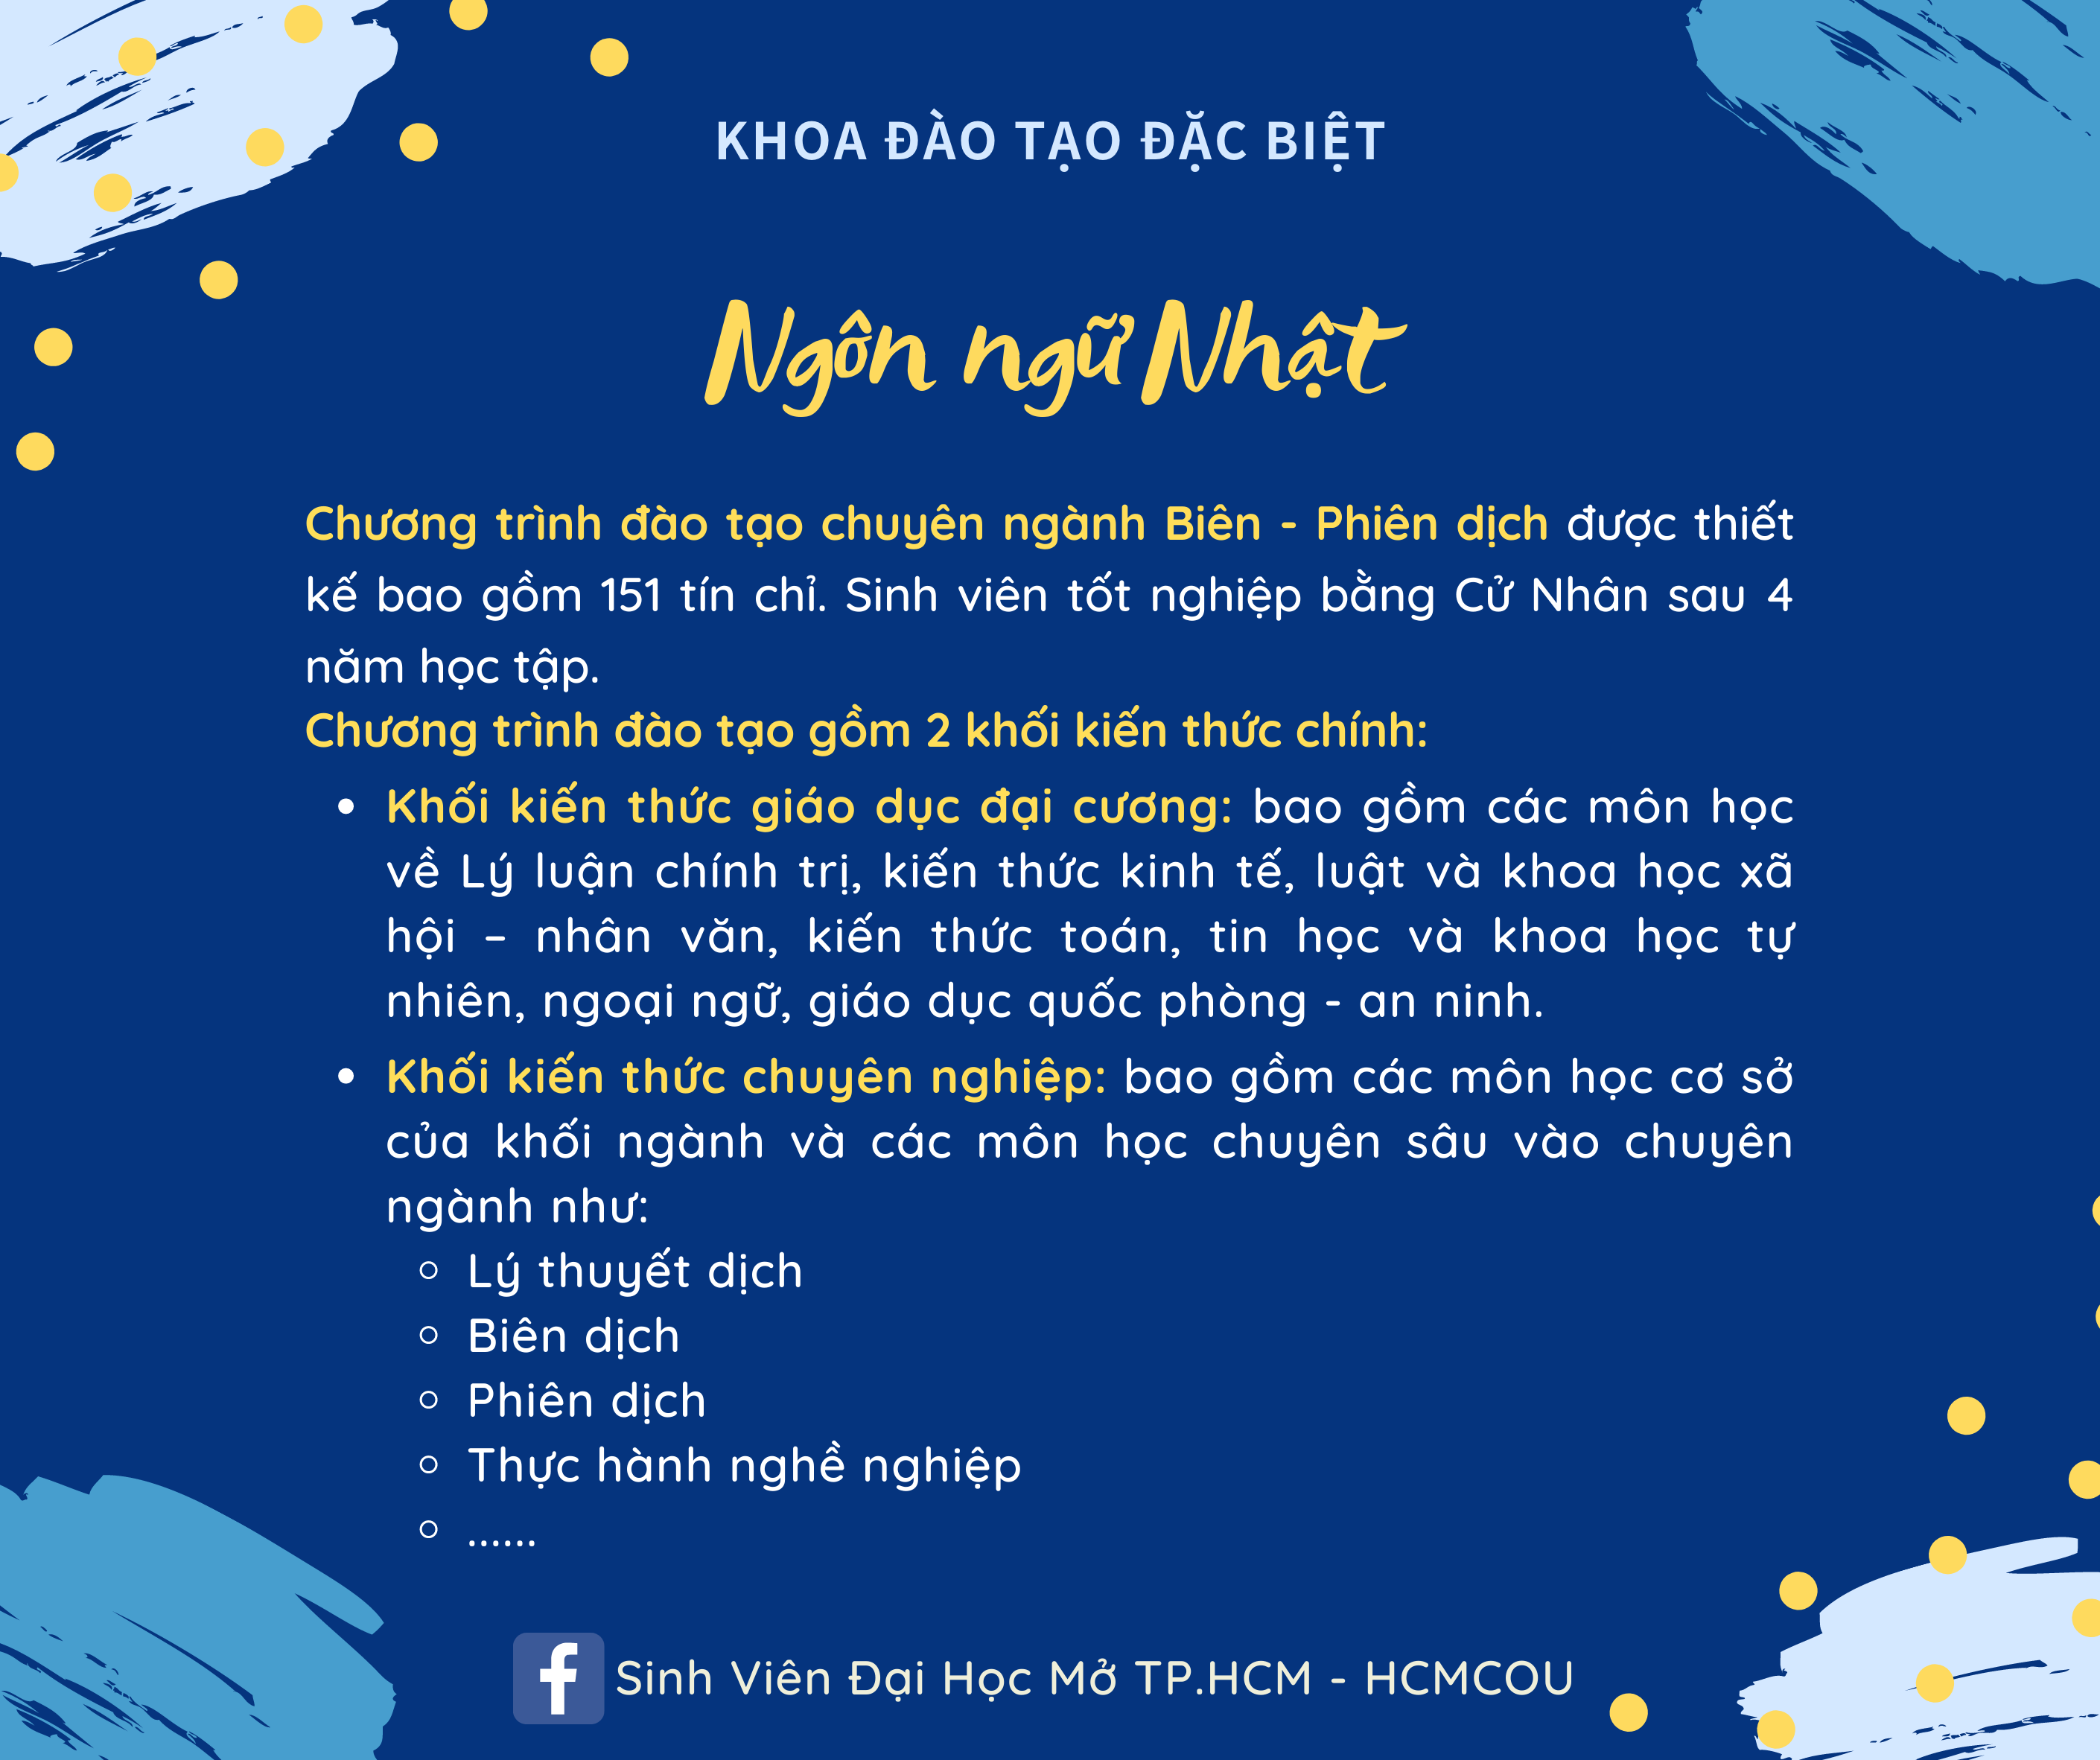 KHOA ĐÀO TẠO ĐẶC BIỆT
Ngôn ngữ Nhật
Chương trình đào tạo chuyên ngành Biên - Phiên dịch được thiết
kế bao gồm 151 tín chỉ. Sinh viên tốt nghiệp bằng Cử Nhân sau 4
năm học tập.
Chương trình đào tạo gồm 2 khối kiến thức chính:
• Khối kiến thức giáo dục đại cương: bao gồm các môn học
về Lý luận chính trị, kiến thức kinh tế, luật và khoa học xã
hội – nhân văn, kiến thức toán, tin học và khoa học tự
nhiên, ngoại ngữ, giáo dục quốc phòng - an ninh.
• Khối kiến thức chuyên nghiệp: bao gồm các môn học cơ sở
của khối ngành và các môn học chuyên sâu vào chuyên
ngành như:
○ Lý thuyết dịch
○ Biên dịch
○ Phiên dịch
○ Thực hành nghề nghiệp
○ ......
f Sinh Viên Đại Học Mở TP.HCM - HCMCOU